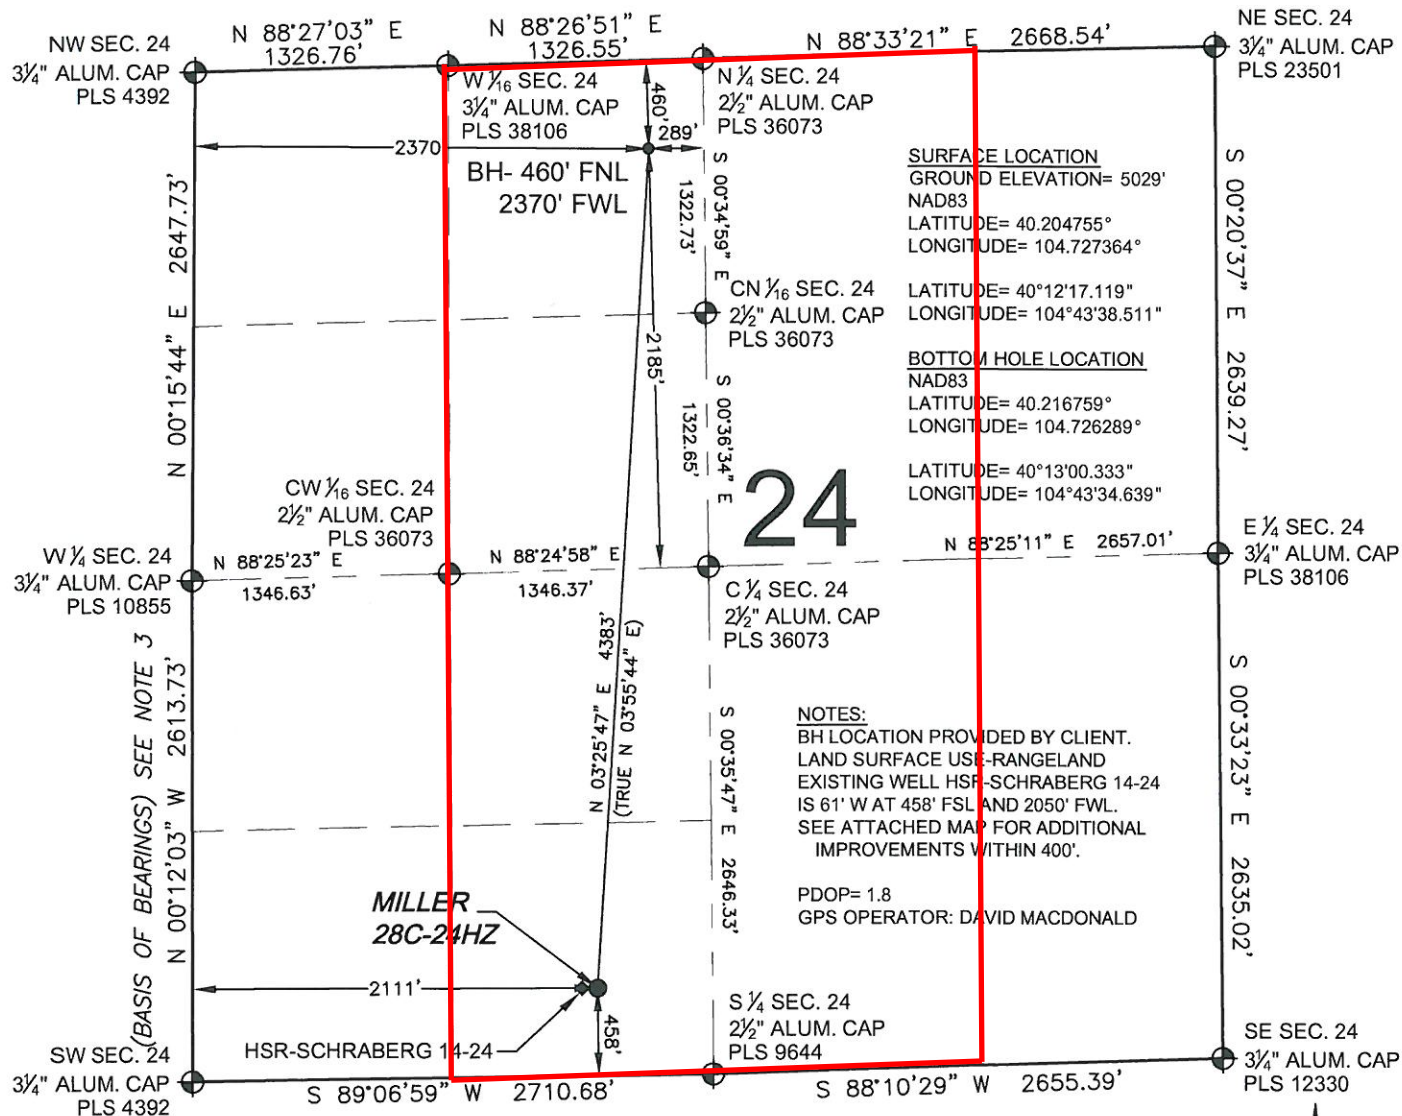 NW SEC. 24
3¼" ALUM. CAP
PLS 4392
N 88°27'03" E
1326.76'
N 88°26'51" E
1326.55'
N 88°33'21" E 2668.54'
NE SEC. 24
3¼" ALUM. CAP
PLS 23501
W 1/16 SEC. 24
3¼" ALUM. CAP
PLS 38106
N ¼ SEC. 24
2½" ALUM. CAP
PLS 36073
460'
289'
2370
BH- 460' FNL
2370' FWL
S 00°34'59" E
1322.73'
SURFACE LOCATION
GROUND ELEVATION= 5029'
NAD83
LATITUDE= 40.204755°
LONGITUDE= 104.727364°
LATITUDE= 40°12'17.119"
LONGITUDE= 104°43'38.511"
BOTTOM HOLE LOCATION
NAD83
LATITUDE= 40.216759°
LONGITUDE= 104.726289°
LATITUDE= 40°13'00.333"
LONGITUDE= 104°43'34.639"
N 00°15'44" E 2647.73'
S 00°20'37" E 2639.27'
CN 1/16 SEC. 24
2½" ALUM. CAP
PLS 36073
2185'
S 00°36'34" E
1322.65'
24
CW 1/16 SEC. 24
2½" ALUM. CAP
PLS 36073
W ¼ SEC. 24
3¼" ALUM. CAP
PLS 10855
N 88°25'23" E
1346.63'
N 88°24'58" E
1346.37'
N 88°25'11" E 2657.01'
E ¼ SEC. 24
3¼" ALUM. CAP
PLS 38106
C ¼ SEC. 24
2½" ALUM. CAP
PLS 36073
N 03°25'47" E 4383'
(TRUE N 03°55'44" E)
(BASIS OF BEARINGS) SEE NOTE 3
N 00°12'03" W 2613.73'
S 00°35'47" E 2646.33'
S 00°33'23" E 2635.02'
NOTES:
BH LOCATION PROVIDED BY CLIENT.
LAND SURFACE USE-RANGELAND
EXISTING WELL HSR-SCHRABERG 14-24
IS 61' W AT 458' FSL AND 2050' FWL.
SEE ATTACHED MAP FOR ADDITIONAL
IMPROVEMENTS WITHIN 400'.
PDOP= 1.8
GPS OPERATOR: DAVID MACDONALD
MILLER
28C-24HZ
2111'
458'
HSR-SCHRABERG 14-24
S ¼ SEC. 24
2½" ALUM. CAP
PLS 9644
SW SEC. 24
3¼" ALUM. CAP
PLS 4392
S 89°06'59" W 2710.68'
S 88°10'29" W 2655.39'
SE SEC. 24
3¼" ALUM. CAP
PLS 12330